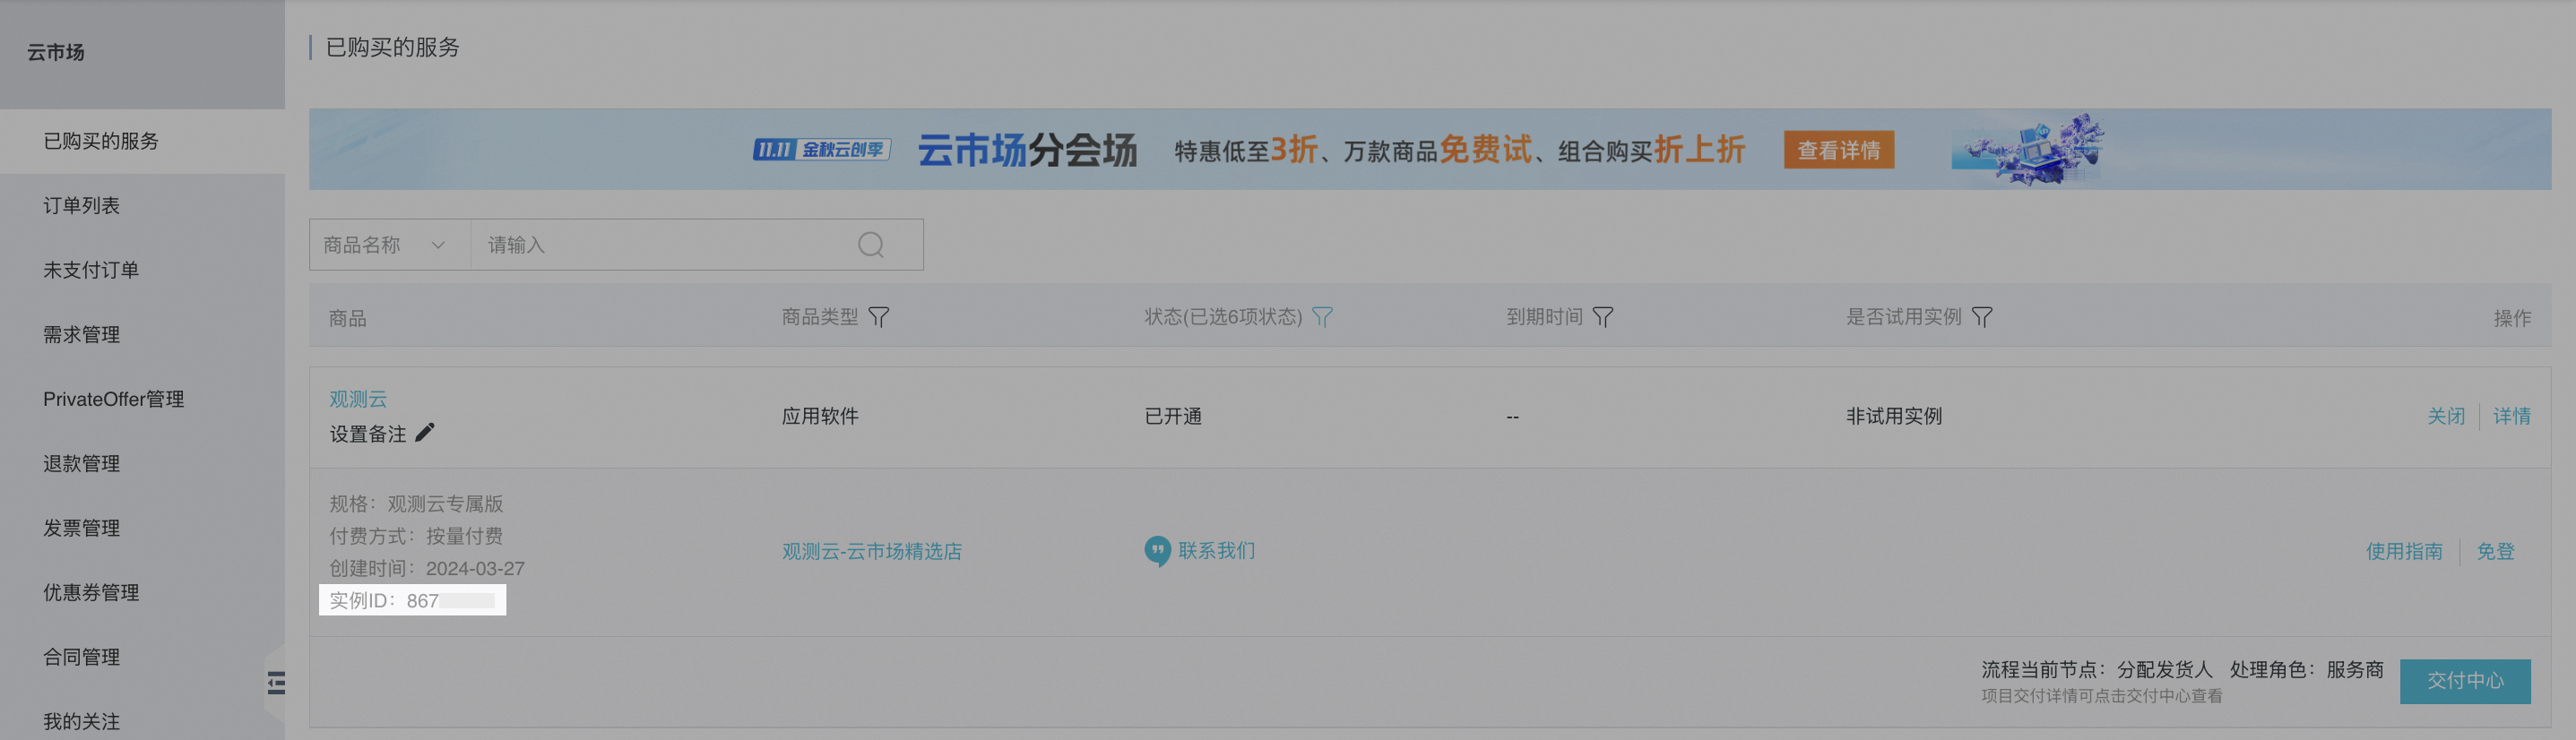 云市场
已购买的服务
订单列表
未支付订单
需求管理
PrivateOffer管理
退款管理
发票管理
优惠券管理
合同管理
我的关注
已购买的服务
11.11 金秋云创季 云市场分会场 特惠低至3折、万款商品免费试、组合购买折上折 查看详情
商品名称 请输入
商品 商品类型 状态(已选6项状态) 到期时间 是否试用实例 操作
观测云
设置备注
应用软件 已开通 -- 非试用实例 关闭 详情
规格：观测云专属版
付费方式：按量付费
创建时间：2024-03-27
实例ID：867
观测云-云市场精选店 联系我们 使用指南 免登
流程当前节点：分配发货人 处理角色：服务商
项目交付详情可点击交付中心查看
交付中心